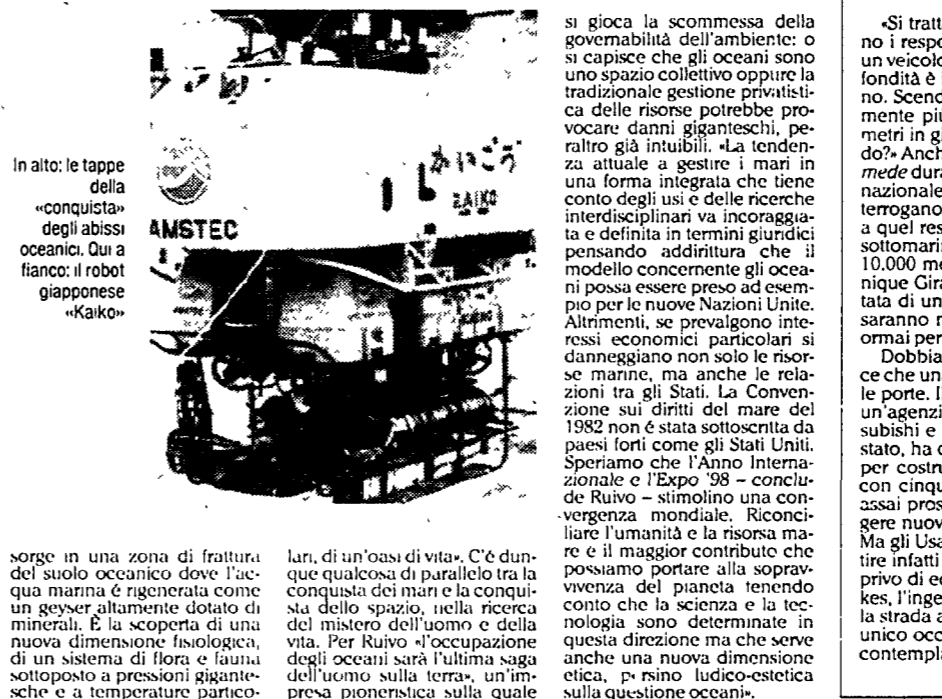 In alto: le tappe
della
«conquista»
degli abissi
oceanici. Qui a
fianco: il robot
giapponese
«Kaiko»
かいこう
KAIKO
AMSTEC
sorge in una zona di frattura
del suolo oceanico dove l'ac-
qua marina é rigenerata come
un geyser altamente dotato di
minerali. È la scoperta di una
nuova dimensione fisiologica,
di un sistema di flora e fauna
sottoposto a pressioni gigante-
sche e a temperature partico-
lari, di un'oasi di vita». C'é dun-
que qualcosa di parallelo tra la
conquista dei mari e la conqui-
sta dello spazio, nella ricerca
del mistero dell'uomo e della
vita. Per Ruivo «l'occupazione
degli oceani sarà l'ultima saga
dell'uomo sulla terra», un'im-
presa pioneristica sulla quale
si gioca la scommessa della
governabilità dell'ambiente: o
si capisce che gli oceani sono
uno spazio collettivo oppure la
tradizionale gestione privatisti-
ca delle risorse potrebbe pro-
vocare danni giganteschi, pe-
raltro già intuibili. «La tenden-
za attuale a gestire i mari in
una forma integrata che tiene
conto degli usi e delle ricerche
interdisciplinari va incoraggia-
ta e definita in termini giuridici
pensando addirittura che il
modello concernente gli ocea-
ni possa essere preso ad esem-
pio per le nuove Nazioni Unite.
Altrimenti, se prevalgono inte-
ressi economici particolari si
danneggiano non solo le risor-
se marine, ma anche le rela-
zioni tra gli Stati. La Conven-
zione sui diritti del mare del
1982 non é stata sottoscritta da
paesi forti come gli Stati Uniti.
Speriamo che l'Anno Interna-
zionale e l'Expo '98 – conclu-
de Ruivo – stimolino una con-
vergenza mondiale. Riconci-
liare l'umanità e la risorsa ma-
re è il maggior contributo che
possiamo portare alla soprav-
vivenza del pianeta tenendo
conto che la scienza e la tec-
nologia sono determinate in
questa direzione ma che serve
anche una nuova dimensione
etica, persino ludico-estetica
sulla questione oceani».
«Si tratt
no i respo
un veicolo
fondità è
no. Scend
mente più
metri in g
do?» Anch
mede dura
nazionale
terrogano
a quel res
sottomarin
10.000 me
nique Gira
tata di un
saranno r
ormai per
Dobbia
ce che una
le porte. I
un'agenzi
subishi e
stato, ha c
per costru
con cinqu
assai pros
gere nuov
Ma gli Usa
tire infatti
privo di ec
kes, l'inge
la strada a
unico occ
contempla